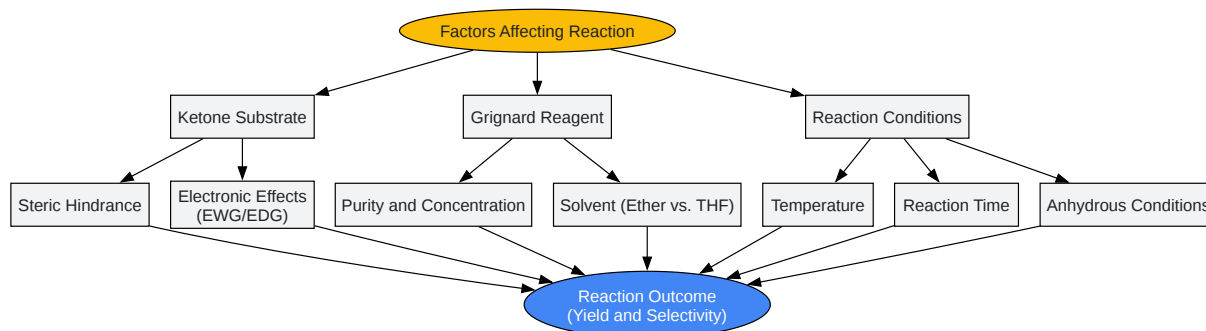 Factors Affecting Reaction
Ketone Substrate
Grignard Reagent
Reaction Conditions
Steric Hindrance
Electronic Effects
(EWG/EDG)
Purity and Concentration
Solvent (Ether vs. THF)
Temperature
Reaction Time
Anhydrous Conditions
Reaction Outcome
(Yield and Selectivity)